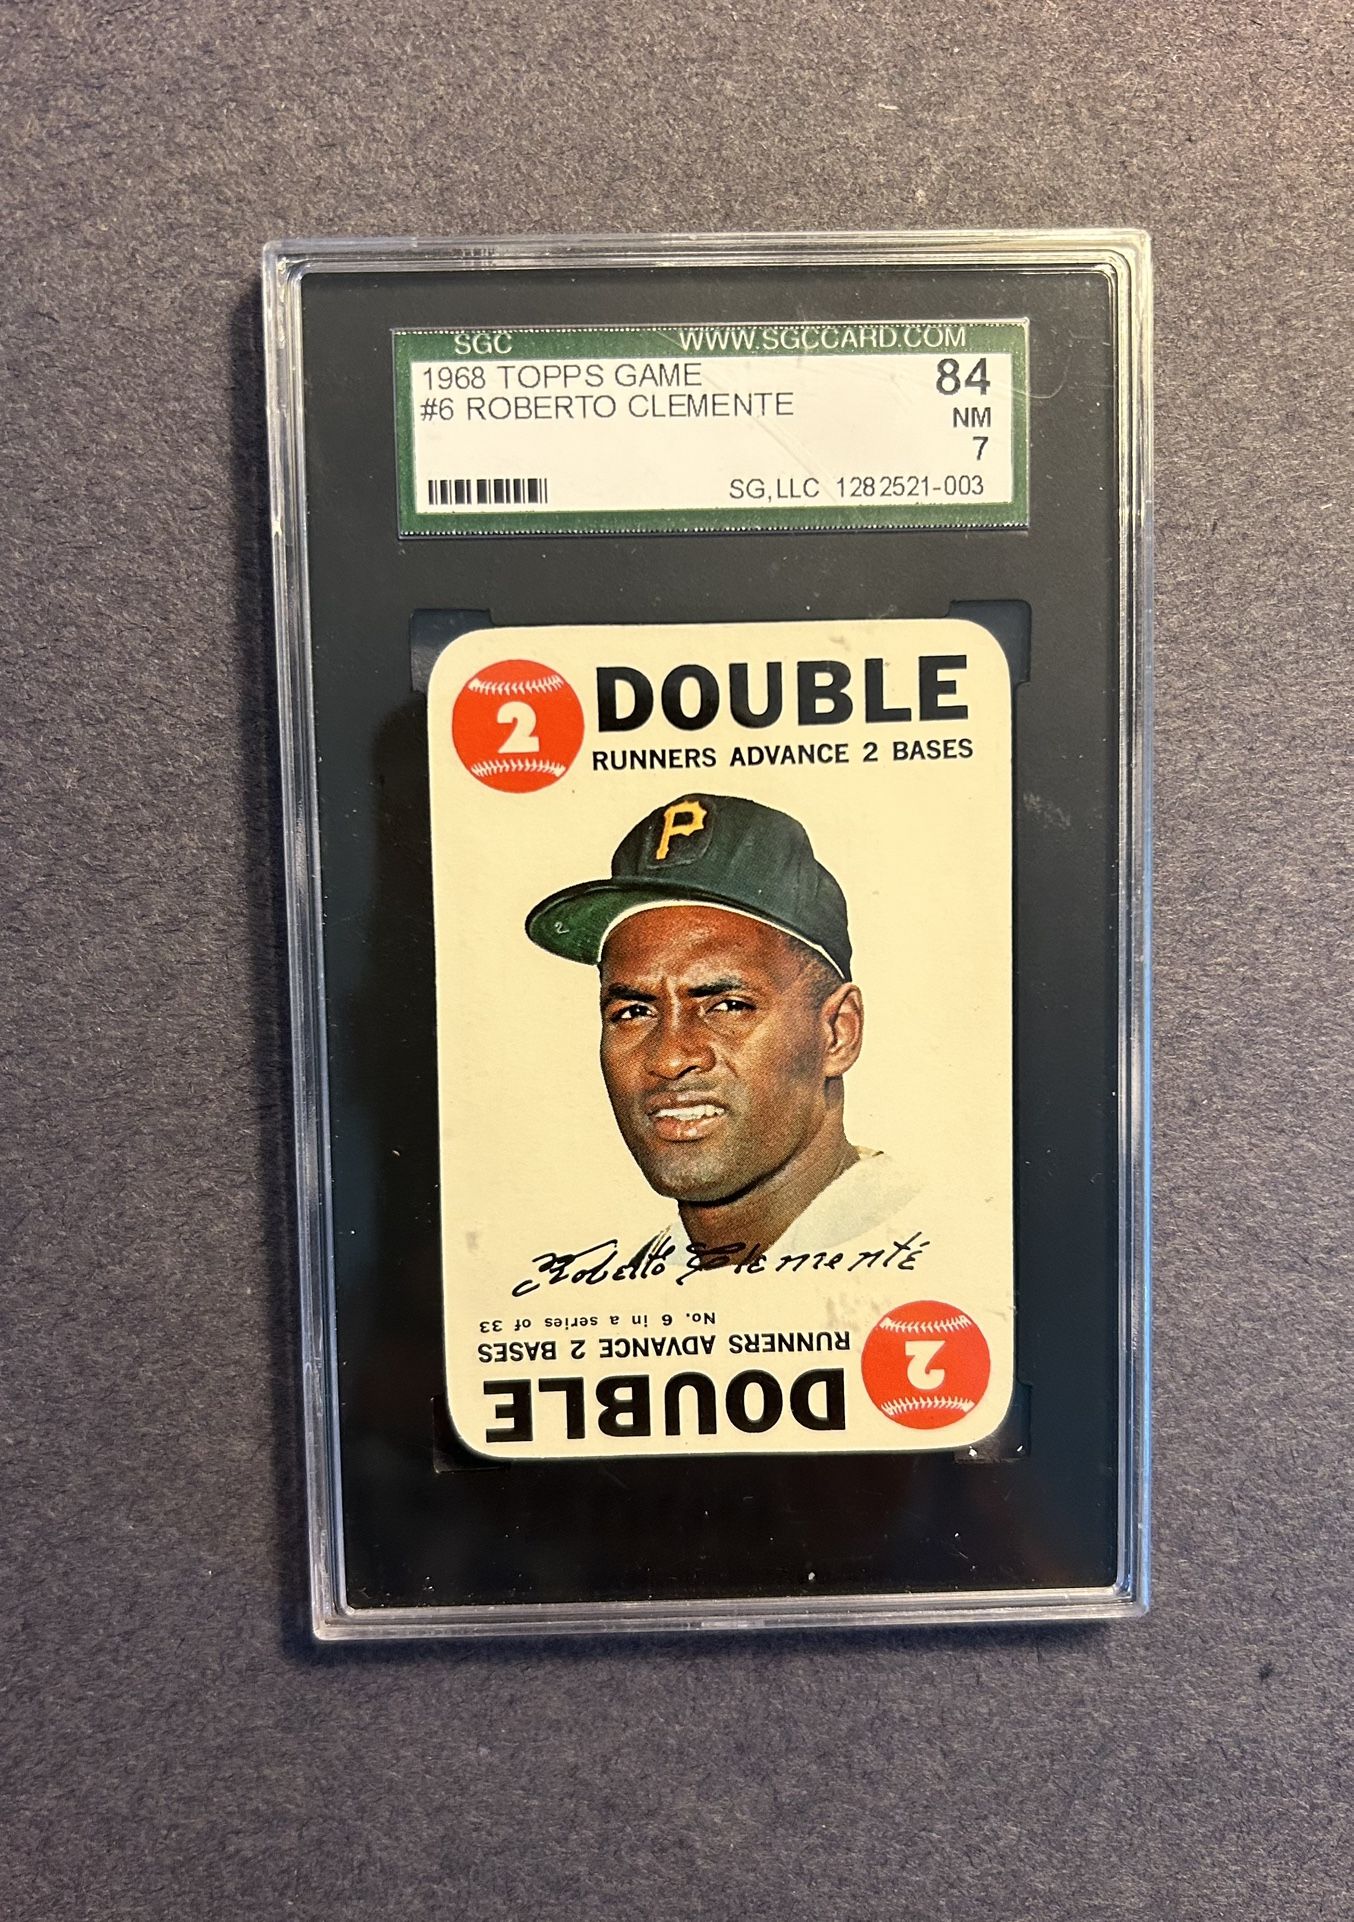 SGC WWW.SGCCARD.COM
1968 TOPPS GAME 84
#6 ROBERTO CLEMENTE NM
7
SG,LLC 1282521-003
2 DOUBLE
RUNNERS ADVANCE 2 BASES
P
2
Roberto Clemente
No. 6 in a series of 33
RUNNERS ADVANCE 2 BASES
2 DOUBLE